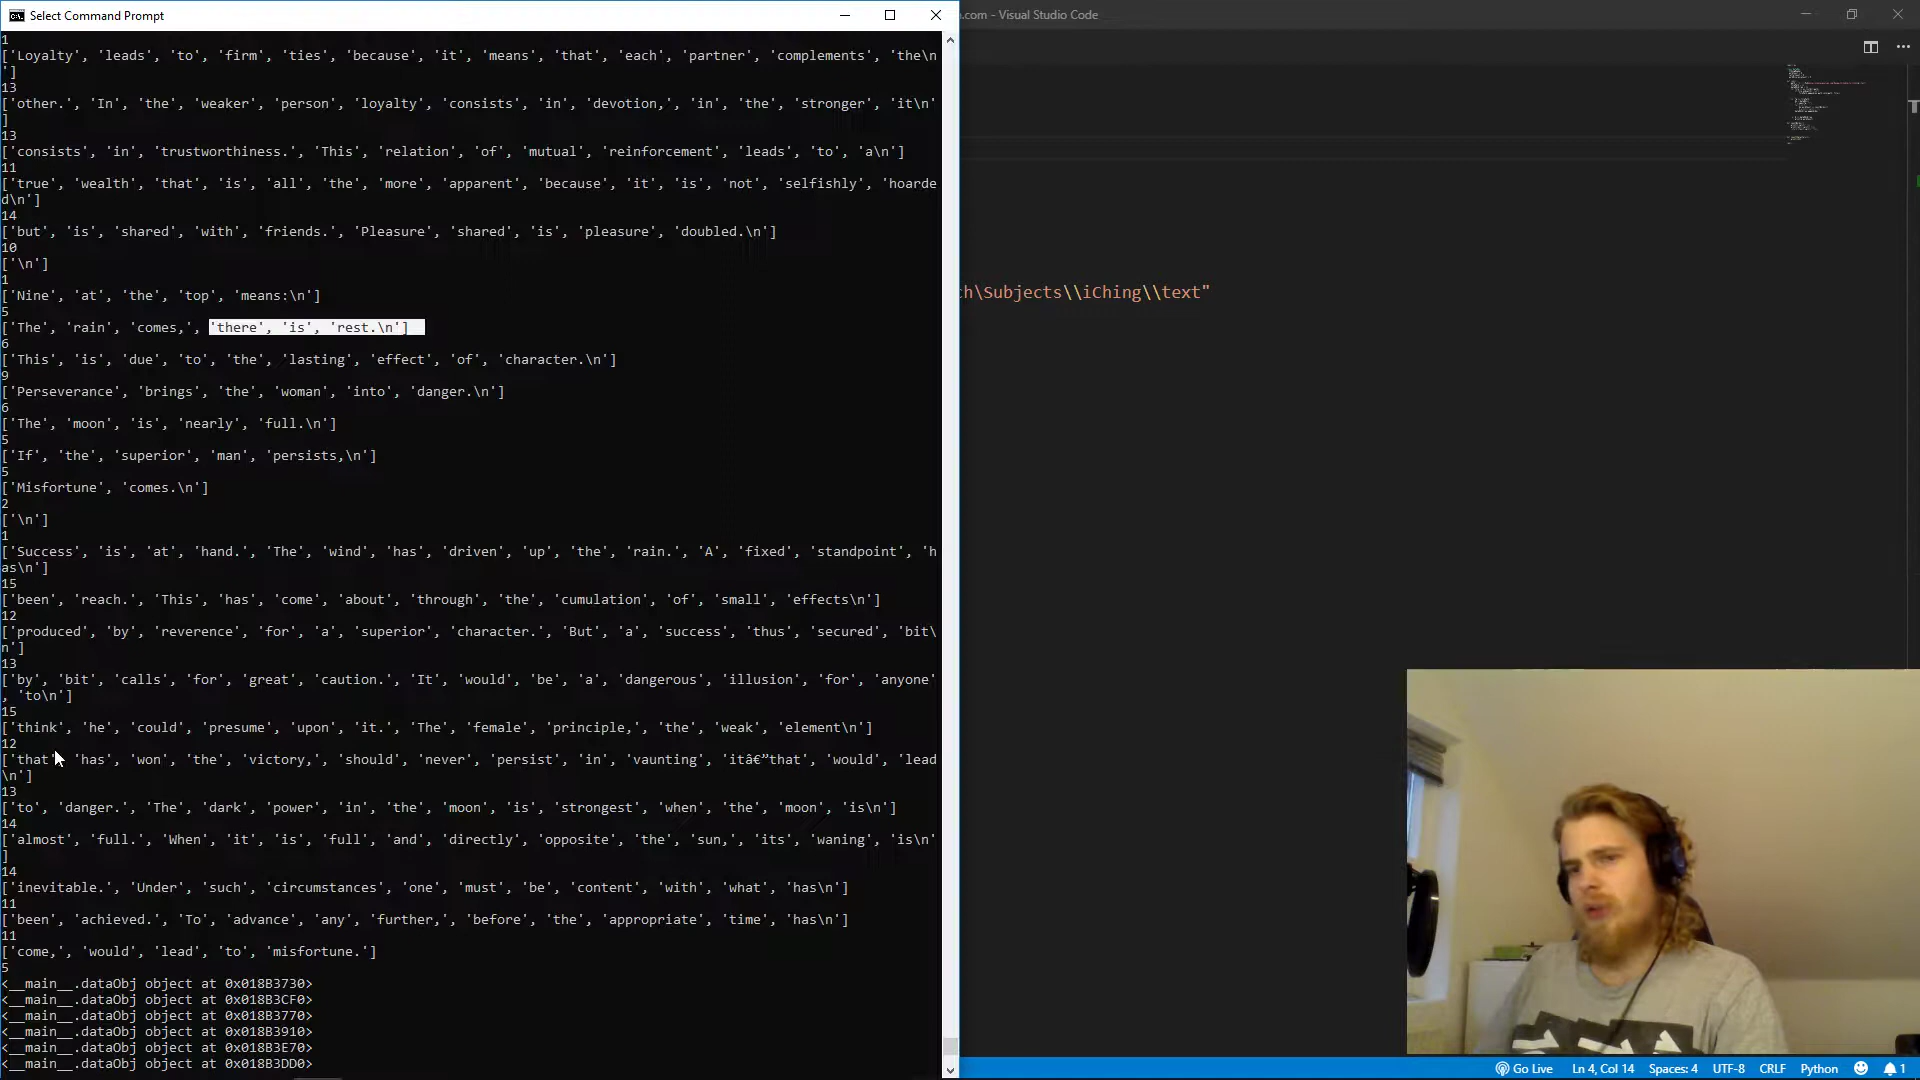 Select Command Prompt
.com - Visual Studio Code
1
['Loyalty', 'leads', 'to', 'firm', 'ties', 'because', 'it', 'means', 'that', 'each', 'partner', 'complements', 'the\n
']
13
['other.', 'In', 'the', 'weaker', 'person', 'loyalty', 'consists', 'in', 'devotion,', 'in', 'the', 'stronger', 'it\n'
]
13
['consists', 'in', 'trustworthiness.', 'This', 'relation', 'of', 'mutual', 'reinforcement', 'leads', 'to', 'a\n']
11
['true', 'wealth', 'that', 'is', 'all', 'the', 'more', 'apparent', 'because', 'it', 'is', 'not', 'selfishly', 'hoarde
d\n']
14
['but', 'is', 'shared', 'with', 'friends.', 'Pleasure', 'shared', 'is', 'pleasure', 'doubled.\n']
10
['\n']
1
['Nine', 'at', 'the', 'top', 'means:\n']
5
['The', 'rain', 'comes,', 'there', 'is', 'rest.\n']
6
['This', 'is', 'due', 'to', 'the', 'lasting', 'effect', 'of', 'character.\n']
9
['Perseverance', 'brings', 'the', 'woman', 'into', 'danger.\n']
6
['The', 'moon', 'is', 'nearly', 'full.\n']
5
['If', 'the', 'superior', 'man', 'persists,\n']
5
['Misfortune', 'comes.\n']
2
['\n']
1
['Success', 'is', 'at', 'hand.', 'The', 'wind', 'has', 'driven', 'up', 'the', 'rain.', 'A', 'fixed', 'standpoint', 'h
as\n']
15
['been', 'reach.', 'This', 'has', 'come', 'about', 'through', 'the', 'cumulation', 'of', 'small', 'effects\n']
12
['produced', 'by', 'reverence', 'for', 'a', 'superior', 'character.', 'But', 'a', 'success', 'thus', 'secured', 'bit\
n']
13
['by', 'bit', 'calls', 'for', 'great', 'caution.', 'It', 'would', 'be', 'a', 'dangerous', 'illusion', 'for', 'anyone'
, 'to\n']
15
['think', 'he', 'could', 'presume', 'upon', 'it.', 'The', 'female', 'principle,', 'the', 'weak', 'element\n']
12
['that', 'has', 'won', 'the', 'victory,', 'should', 'never', 'persist', 'in', 'vaunting', 'itâ€”that', 'would', 'lead
\n']
13
['to', 'danger.', 'The', 'dark', 'power', 'in', 'the', 'moon', 'is', 'strongest', 'when', 'the', 'moon', 'is\n']
14
['almost', 'full.', 'When', 'it', 'is', 'full', 'and', 'directly', 'opposite', 'the', 'sun,', 'its', 'waning', 'is\n'
]
14
['inevitable.', 'Under', 'such', 'circumstances', 'one', 'must', 'be', 'content', 'with', 'what', 'has\n']
11
['been', 'achieved.', 'To', 'advance', 'any', 'further,', 'before', 'the', 'appropriate', 'time', 'has\n']
11
['come,', 'would', 'lead', 'to', 'misfortune.']
5
<__main__.dataObj object at 0x018B3730>
<__main__.dataObj object at 0x018B3CF0>
<__main__.dataObj object at 0x018B3770>
<__main__.dataObj object at 0x018B3910>
<__main__.dataObj object at 0x018B3E70>
<__main__.dataObj object at 0x018B3DD0>
ch\Subjects\\iChing\\text"
Go Live Ln 4, Col 14 Spaces: 4 UTF-8 CRLF Python 1